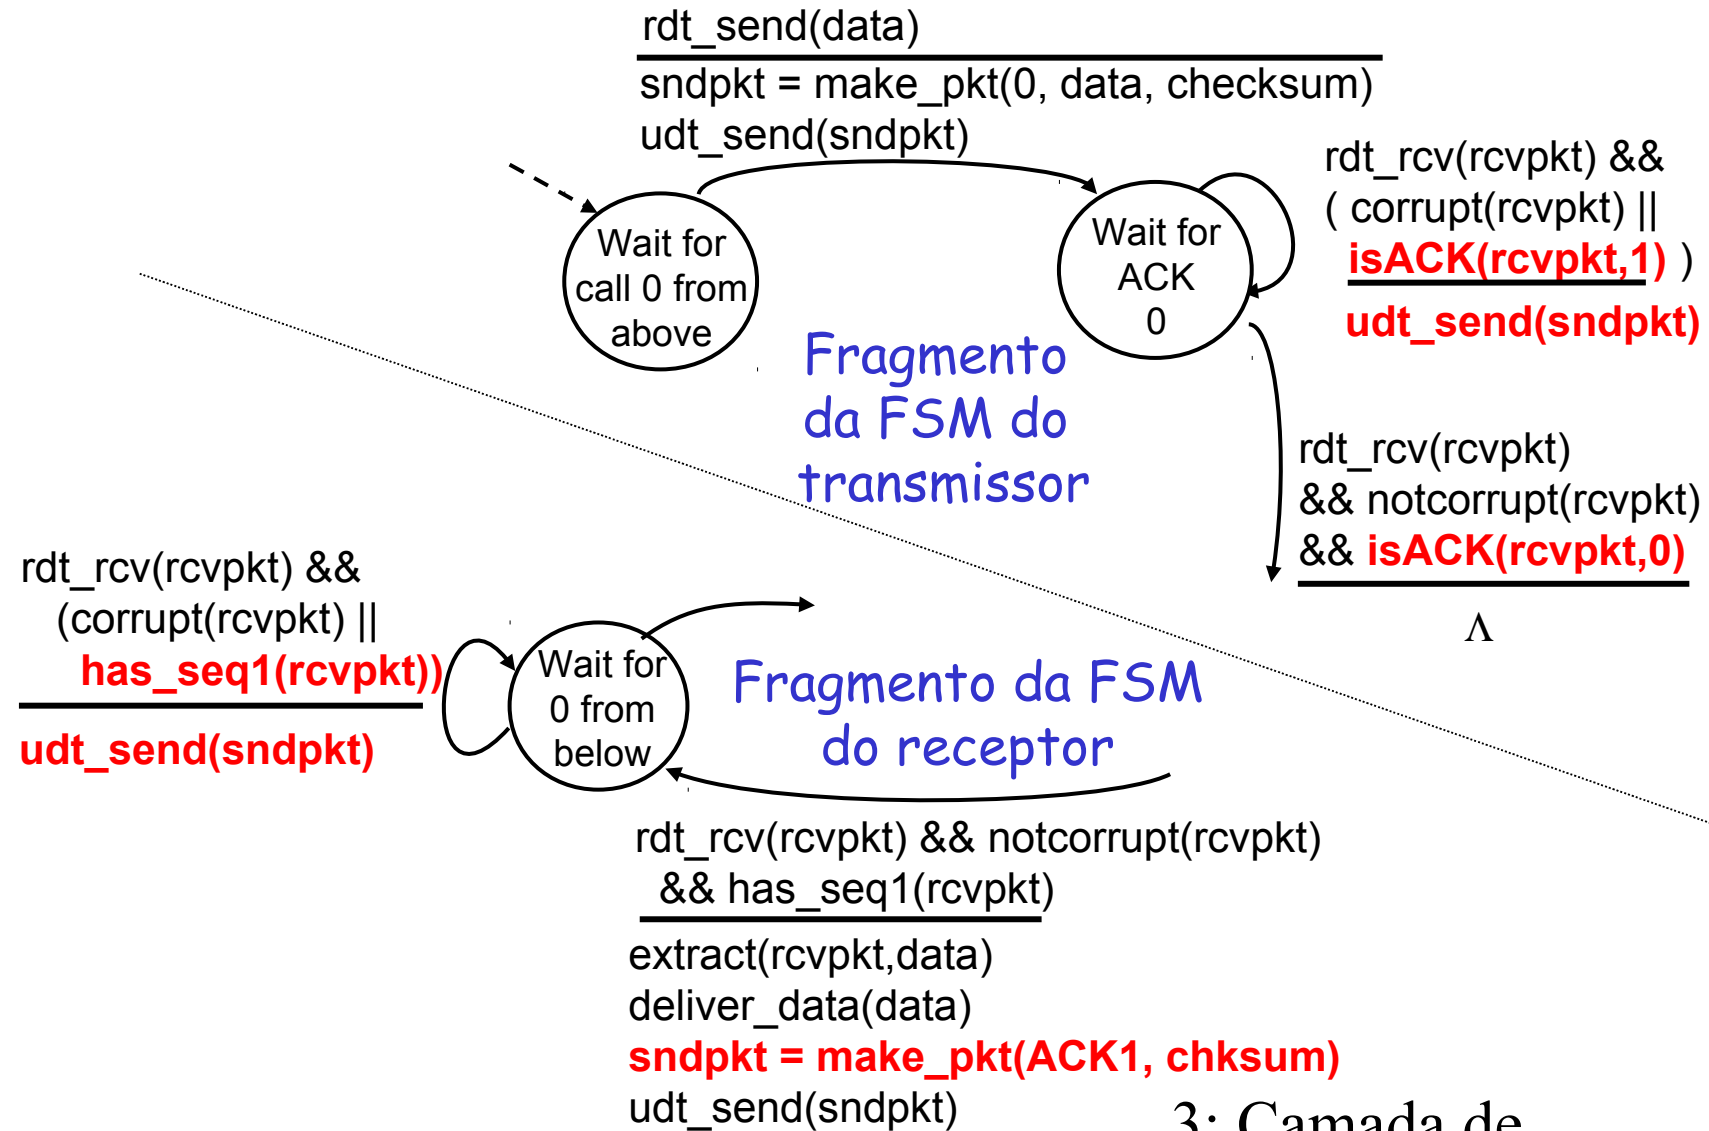 rdt_send(data)
sndpkt = make_pkt(0, data, checksum)
udt_send(sndpkt)
Wait for
call 0 from
above
Wait for
ACK
0
rdt_rcv(rcvpkt) &&
( corrupt(rcvpkt) ||
isACK(rcvpkt,1) )
udt_send(sndpkt)
Fragmento
da FSM do
transmissor
rdt_rcv(rcvpkt)
&& notcorrupt(rcvpkt)
&& isACK(rcvpkt,0)
Λ
rdt_rcv(rcvpkt) &&
(corrupt(rcvpkt) ||
has_seq1(rcvpkt))
udt_send(sndpkt)
Wait for
0 from
below
Fragmento da FSM
do receptor
rdt_rcv(rcvpkt) && notcorrupt(rcvpkt)
&& has_seq1(rcvpkt)
extract(rcvpkt,data)
deliver_data(data)
sndpkt = make_pkt(ACK1, chksum)
udt_send(sndpkt)
3: Camada de